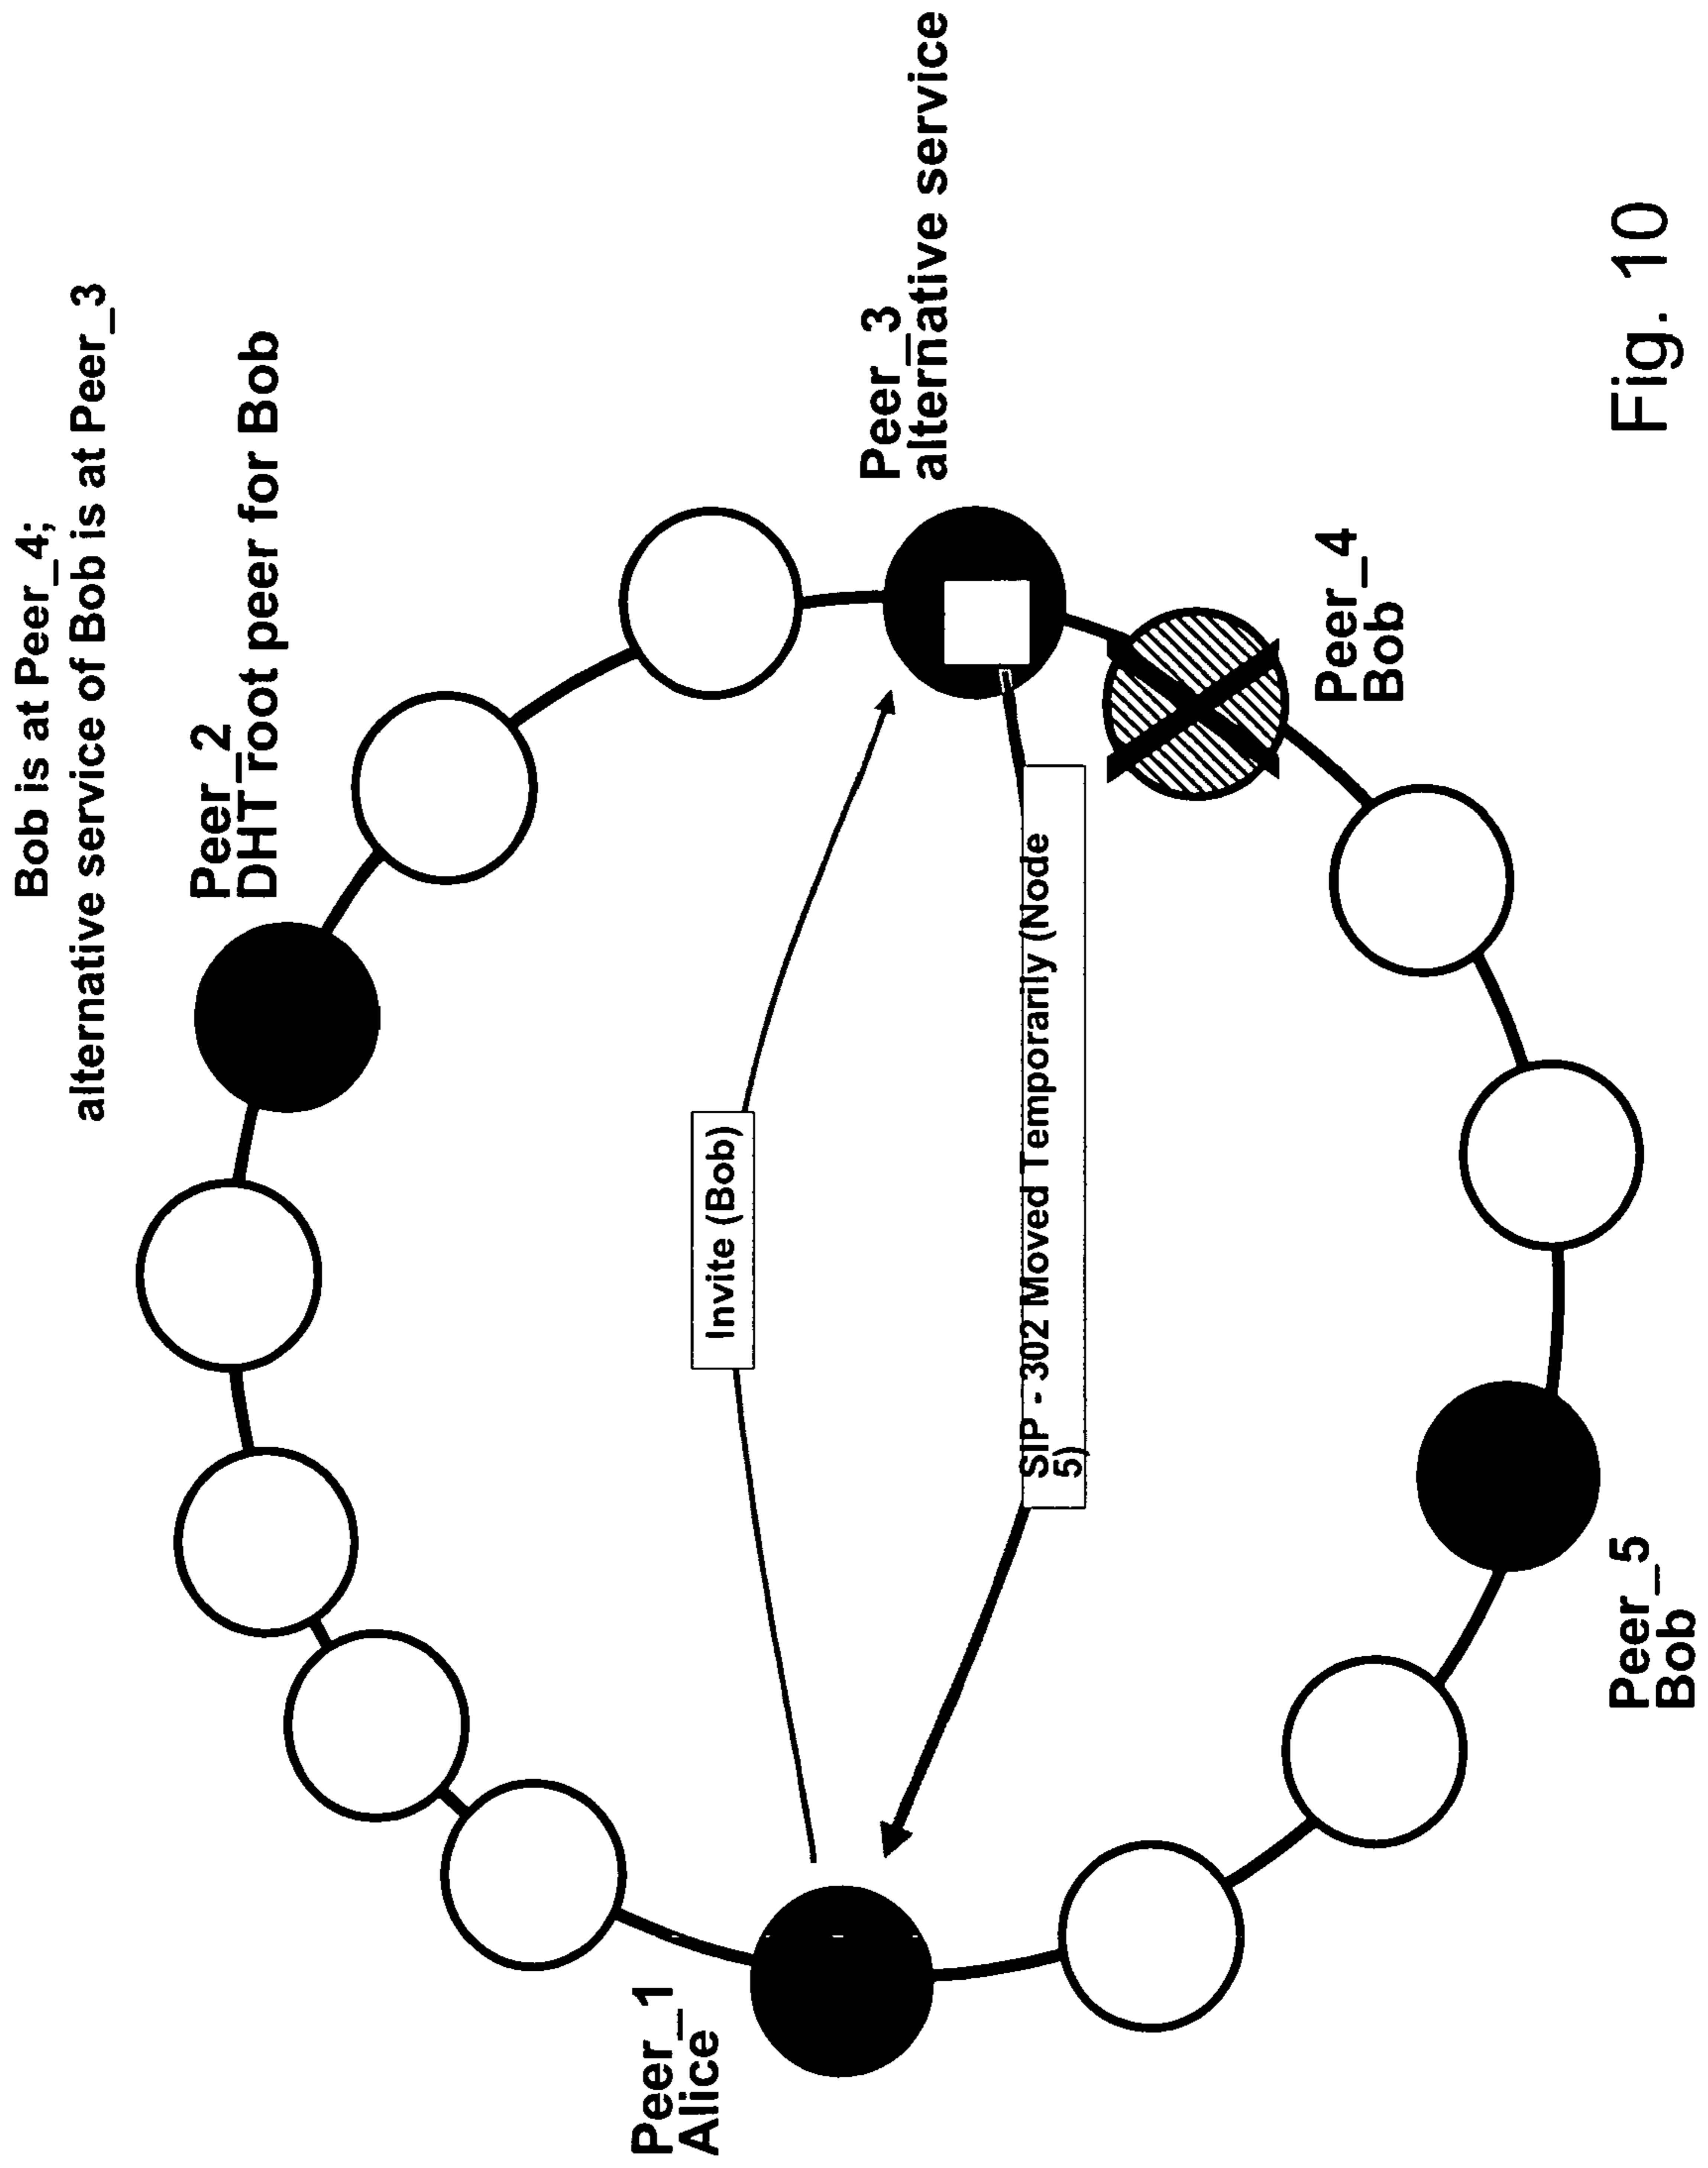 Bob is at Peer_4;
alternative service of Bob is at Peer_3
Peer_2
DHT root peer for Bob
Peer_1
Alice
Invite (Bob)
Peer_3
alternative service
SIP - 302 Moved Temporarily (Node
5)
Peer_4
Bob
Peer_5
Bob
Fig. 10